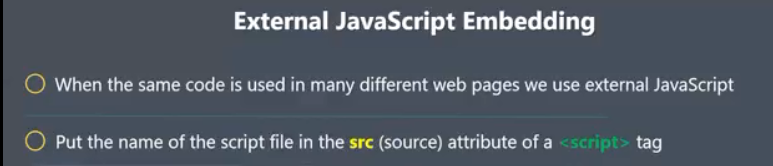 External JavaScript Embedding
When the same code is used in many different web pages we use external JavaScript
Put the name of the script file in the src (source) attribute of a <script> tag